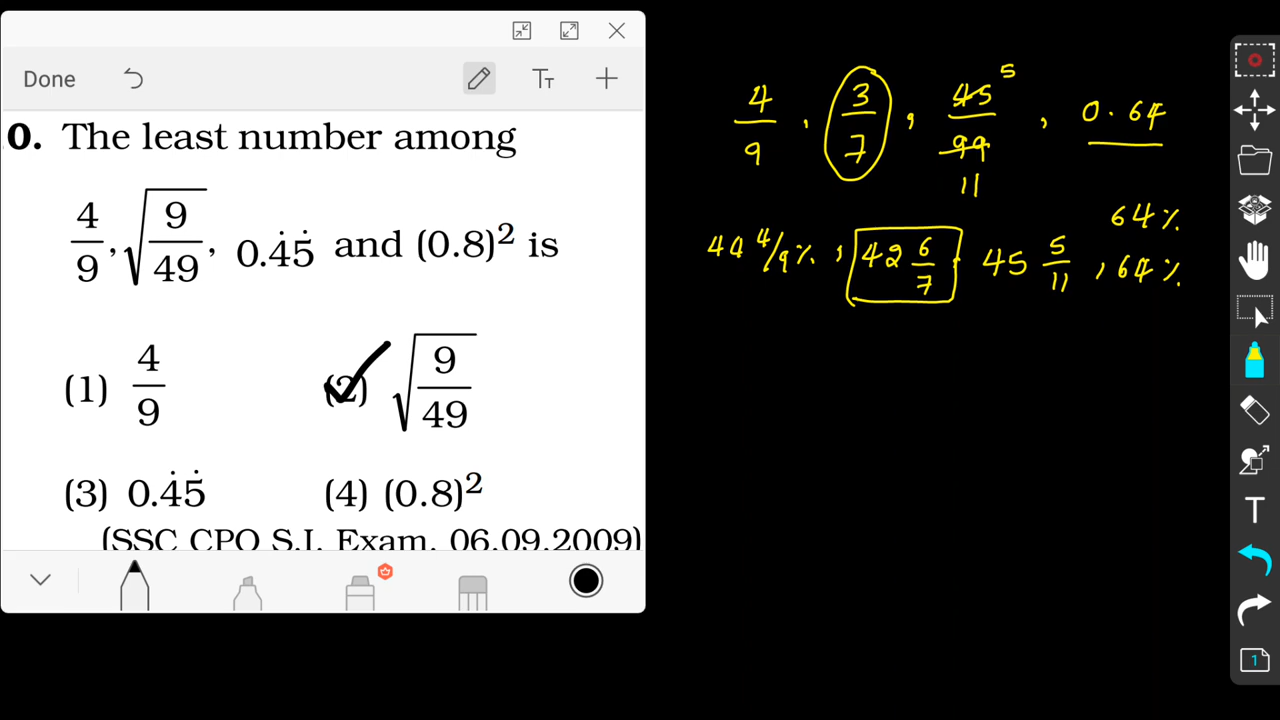 Done
0. The least number among
4/9, √(9/49), 0.4̇5̇ and (0.8)² is
(1) 4/9 (2) √(9/49)
(3) 0.4̇5̇ (4) (0.8)²
(SSC CPO S.I. Exam. 06.09.2009)
4/9, 3/7, 45/99 5/11, 0.64
64%
44 4/9%, 42 6/7, 45 5/11, 64%
Tт
T
1